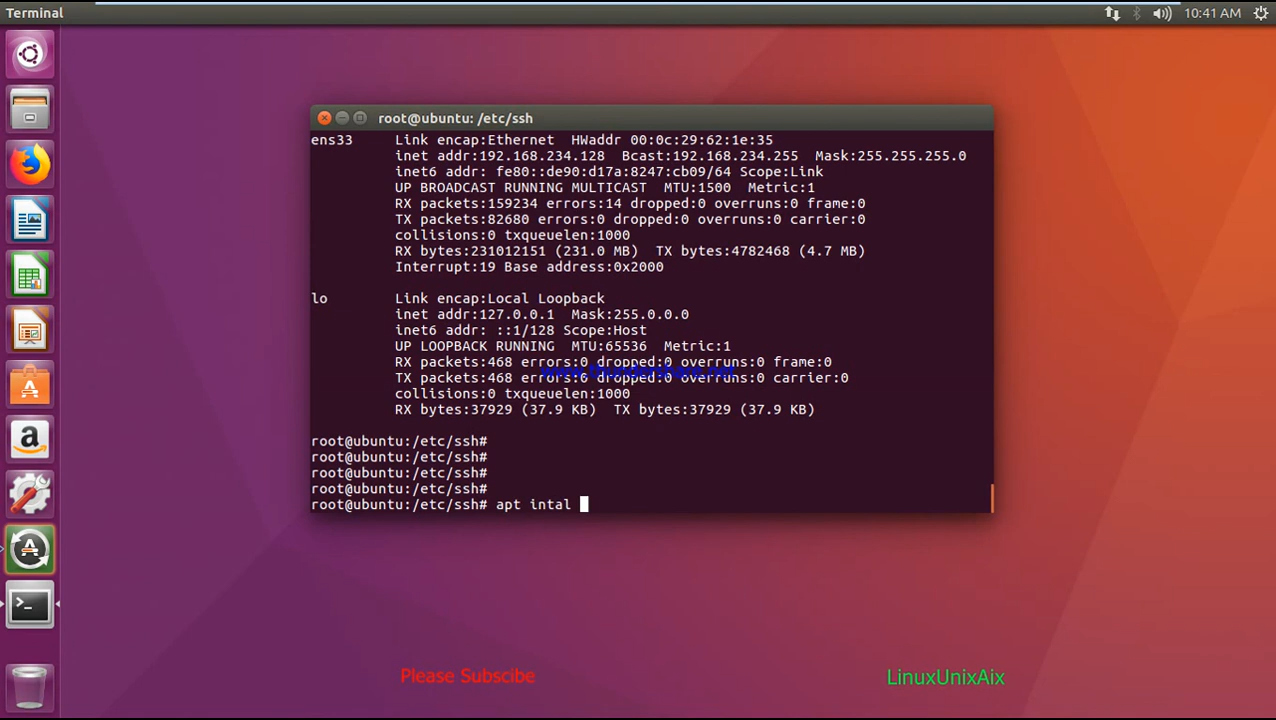 Terminal
10:41 AM
root@ubuntu: /etc/ssh
ens33     Link encap:Ethernet  HWaddr 00:0c:29:62:1e:35
          inet addr:192.168.234.128  Bcast:192.168.234.255  Mask:255.255.255.0
          inet6 addr: fe80::de90:d17a:8247:cb09/64 Scope:Link
          UP BROADCAST RUNNING MULTICAST  MTU:1500  Metric:1
          RX packets:159234 errors:14 dropped:0 overruns:0 frame:0
          TX packets:82680 errors:0 dropped:0 overruns:0 carrier:0
          collisions:0 txqueuelen:1000
          RX bytes:231012151 (231.0 MB)  TX bytes:4782468 (4.7 MB)
          Interrupt:19 Base address:0x2000
lo        Link encap:Local Loopback
          inet addr:127.0.0.1  Mask:255.0.0.0
          inet6 addr: ::1/128 Scope:Host
          UP LOOPBACK RUNNING  MTU:65536  Metric:1
          RX packets:468 errors:0 dropped:0 overruns:0 frame:0
www.thundershare.net
          TX packets:468 errors:0 dropped:0 overruns:0 carrier:0
          collisions:0 txqueuelen:1000
          RX bytes:37929 (37.9 KB)  TX bytes:37929 (37.9 KB)
root@ubuntu:/etc/ssh#
root@ubuntu:/etc/ssh#
root@ubuntu:/etc/ssh#
root@ubuntu:/etc/ssh#
root@ubuntu:/etc/ssh# apt intal
Please Subscibe
LinuxUnixAix